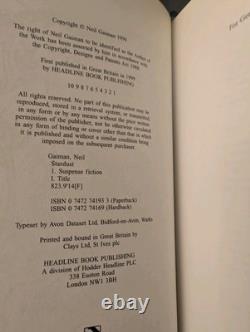 Copyright © Neil Gaiman 1998
The right of Neil Gaiman to be identified as the Author of
the Work has been asserted by him in accordance with
the Copyright, Designs and Patents Act 1988.
First published in Great Britain in 1999
by HEADLINE BOOK PUBLISHING
10 9 8 7 6 5 4 3 2 1
All rights reserved. No part of this publication may be
reproduced, stored in a retrieval system, or transmitted,
in any form or by any means without the prior written
permission of the publisher, nor be otherwise circulated
in any form of binding or cover other than that in which
it is published and without a similar condition being
imposed on the subsequent purchaser.
Gaiman, Neil
Stardust
1. Suspense fiction
I. Title
823.9'14[F]
ISBN 0 7472 74193 3 (Paperback)
ISBN 0 7472 74169 (Hardback)
Typeset by Avon Dataset Ltd, Bidford-on-Avon, Warks
Printed and bound in Great Britain by
Clays Ltd, St Ives plc
HEADLINE BOOK PUBLISHING
A division of Hodder Headline PLC
338 Euston Road
London NW1 3BH
For
ebay